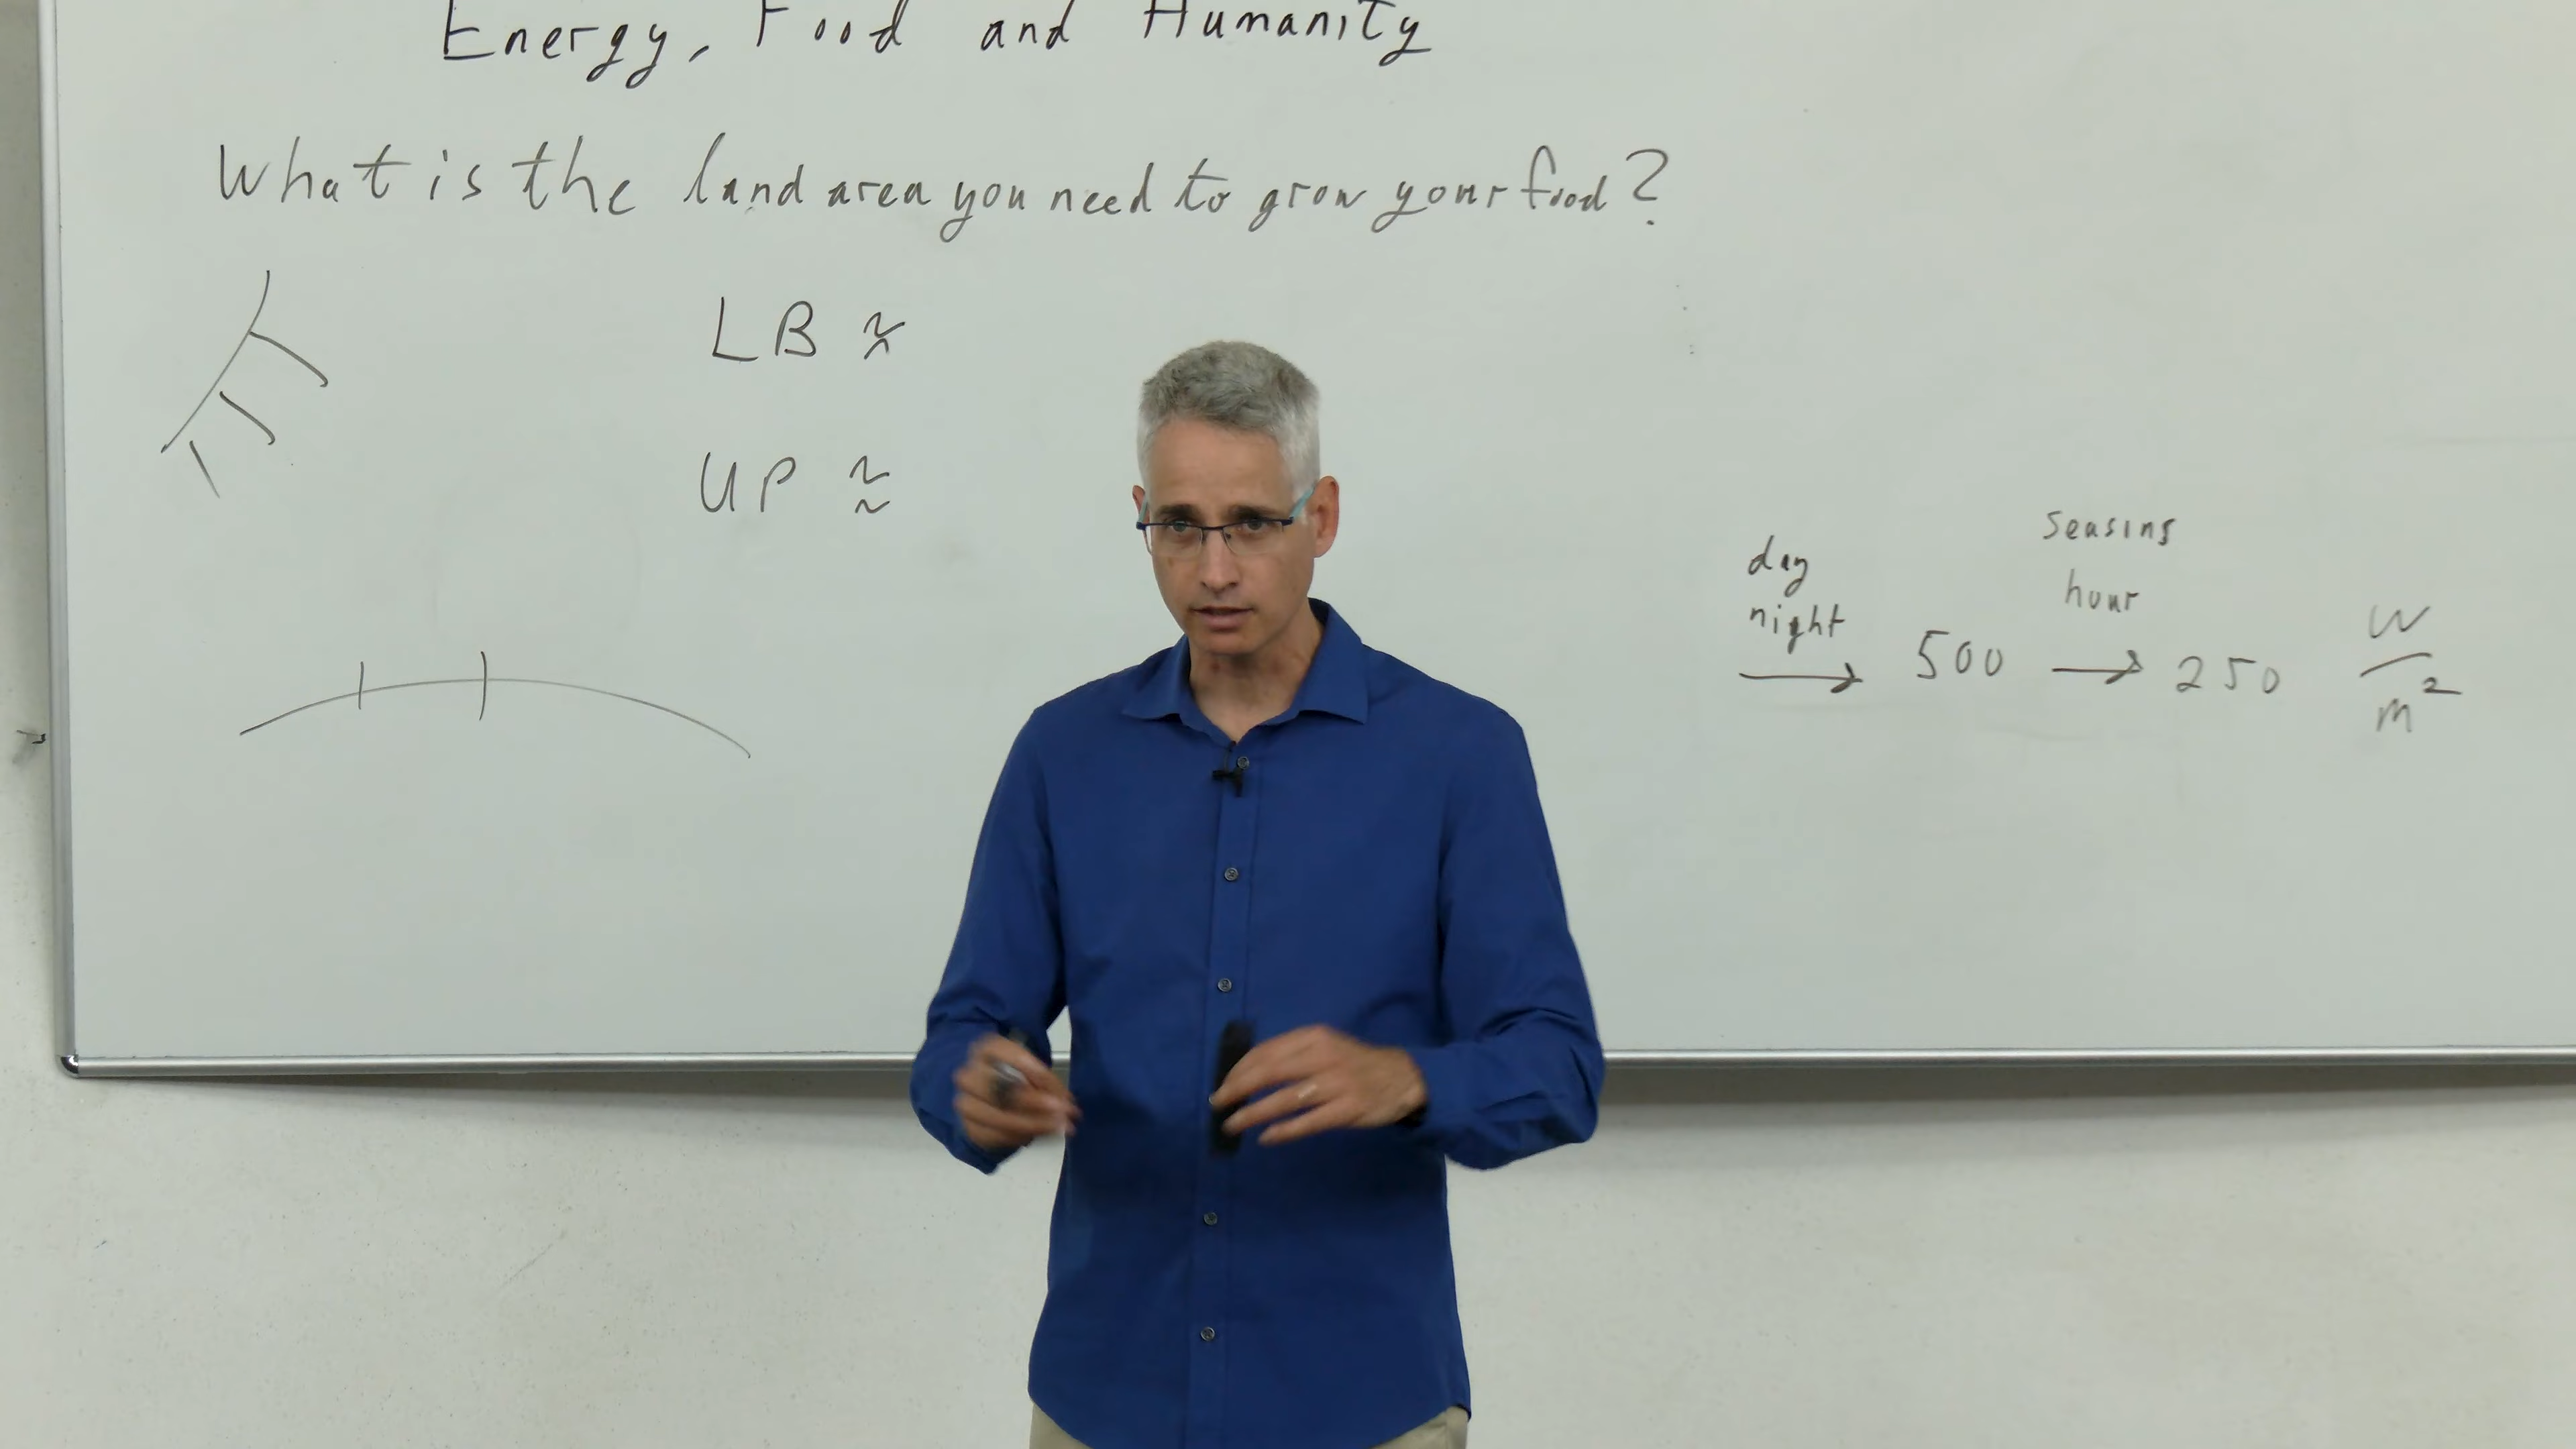 Energy, Food and Humanity
What is the land area you need to grow your food?
LB ≈
UP ≈
day
night
→ 500
seasins
hour
→ 250
W
m²